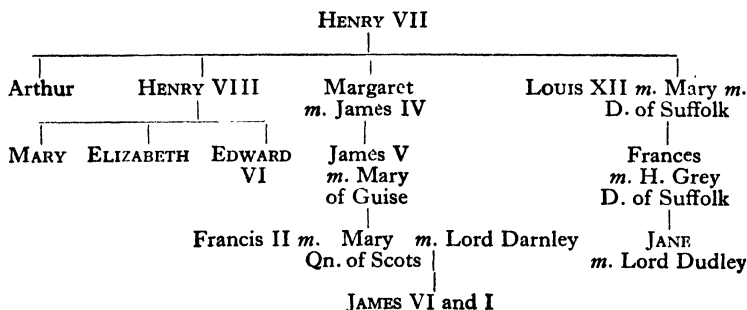 HENRY VII
Arthur HENRY VIII Margaret LOUIS XII m. Mary m.
m. James IV D. of Suffolk
MARY ELIZABETH EDWARD James V Frances
VI m. Mary m. H. Grey
of Guise D. of Suffolk
Francis II m. Mary m. Lord Darnley JANE
Qn. of Scots m. Lord Dudley
JAMES VI and I